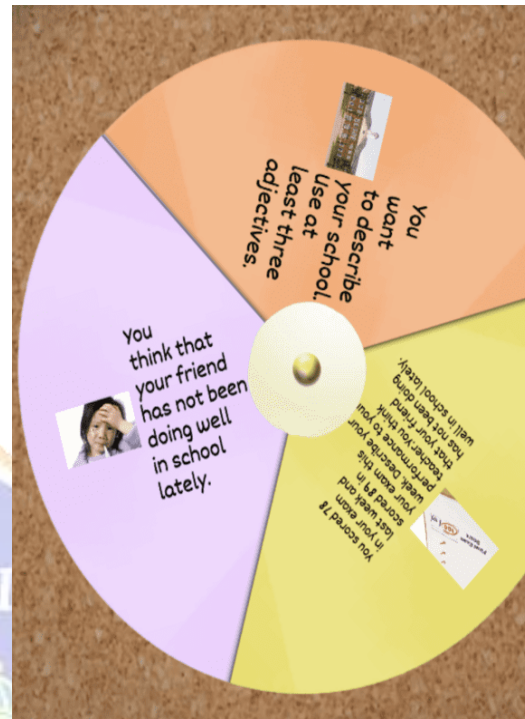 You
want
to describe
your school.
Use at
least three
adjectives.
you
think that
your friend
has not been
doing well
in school
lately.
You scored 78
in your exam
last week and
scored 89 in
your exam this
week. Describe your
performance to your
teacher.You think
that your friend
has not been doing
well in school lately.